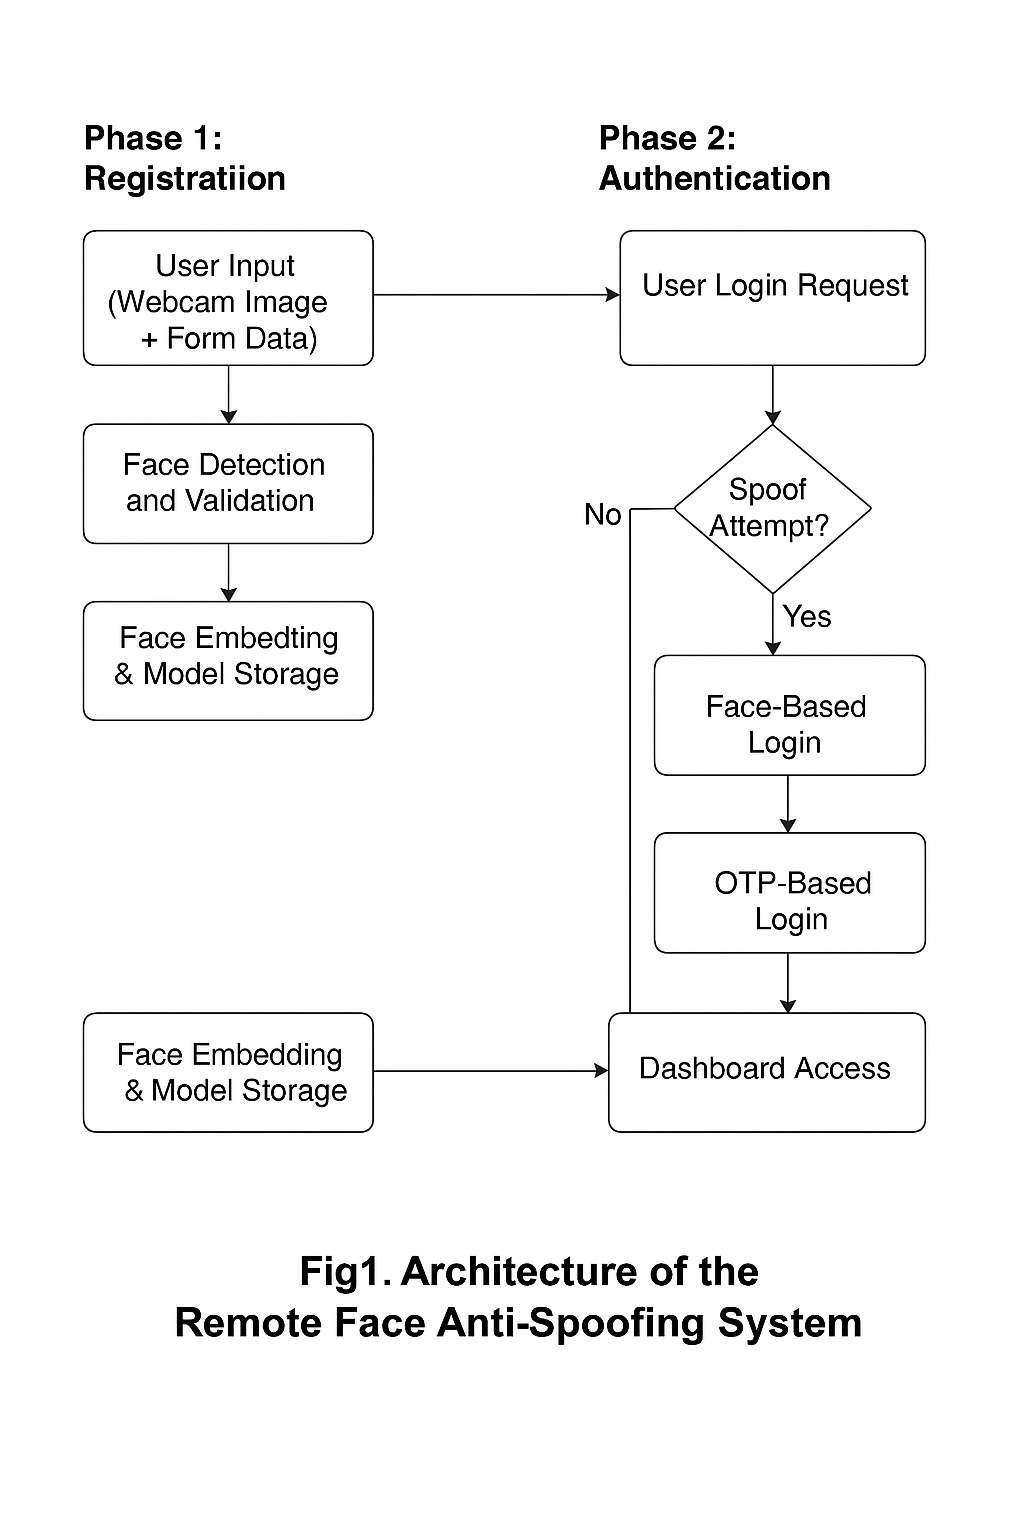 Phase 1:
Registratiion
User Input
(Webcam Image
+ Form Data)
Face Detection
and Validation
Face Embedting
& Model Storage
Face Embedding
& Model Storage
Phase 2:
Authentication
User Login Request
Spoof
Attempt?
No
Yes
Face-Based
Login
OTP-Based
Login
Dashboard Access
Fig1. Architecture of the
Remote Face Anti-Spoofing System